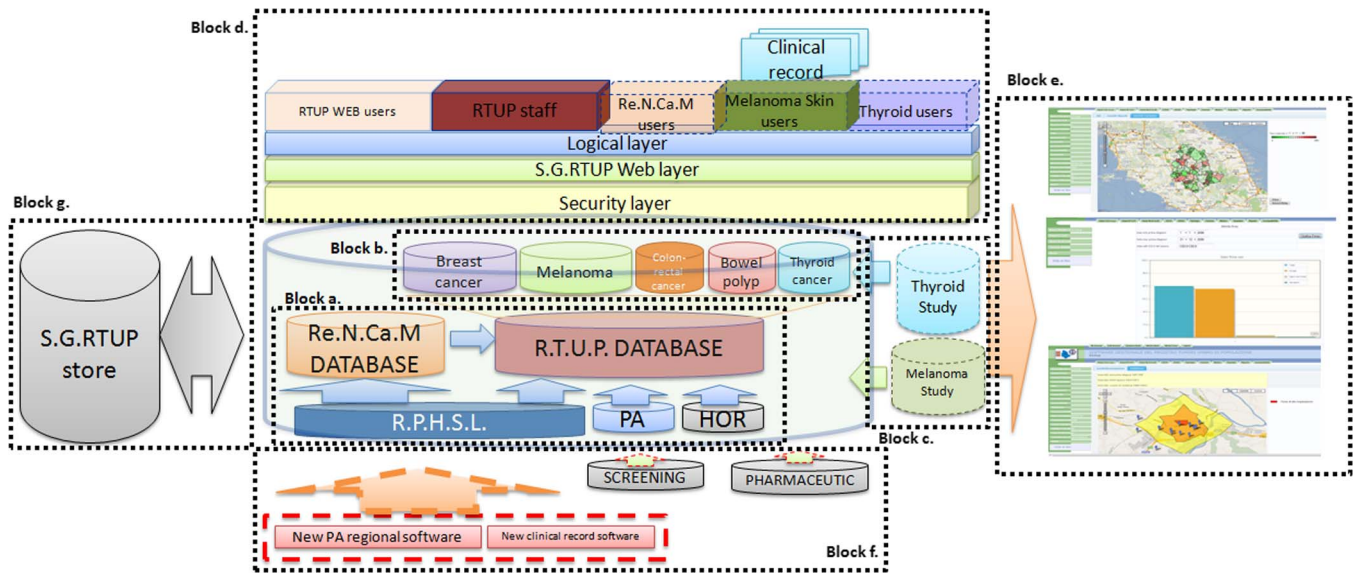 Block d.
Clinical
record
Block e.
RTUP WEB users
RTUP staff
Re.N.Ca.M
users
Melanoma Skin
users
Thyroid users
Logical layer
S.G.RTUP Web layer
Security layer
Block g.
S.G.RTUP
store
Block b.
Breast
cancer
Melanoma
Colon-
rectal
cancer
Bowel
polyp
Thyroid
cancer
Thyroid
Study
Block a.
Re.N.Ca.M
DATABASE
R.T.U.P. DATABASE
Melanoma
Study
R.P.H.S.L.
PA
HOR
Block c.
SCREENING
PHARMACEUTIC
New PA regional software
New clinical record software
Block f.